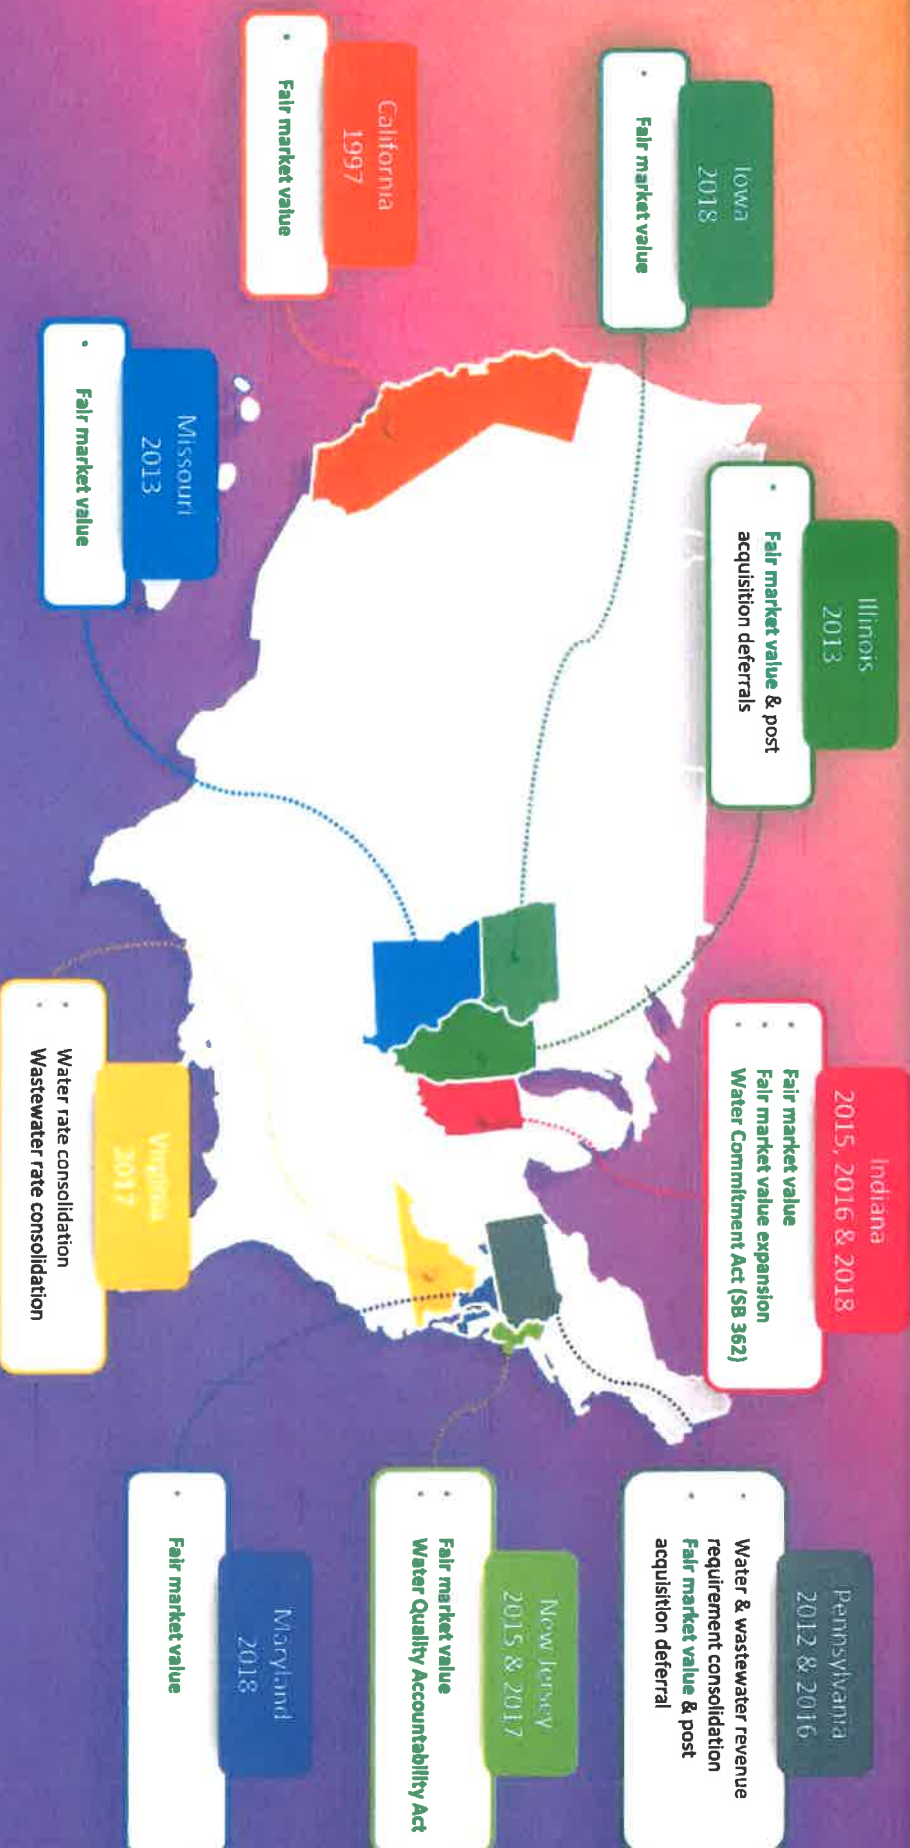 Iowa
2018
• Fair market value
California
1997
• Fair market value
Missouri
2013
• Fair market value
Illinois
2013
• Fair market value & post
acquisition deferrals
Indiana
2015, 2016 & 2018
• Fair market value
• Fair market value expansion
• Water Commitment Act (SB 362)
Virginia
2017
• Water rate consolidation
• Wastewater rate consolidation
Pennsylvania
2012 & 2016
• Water & wastewater revenue
requirement consolidation
• Fair market value & post
acquisition deferral
New Jersey
2015 & 2017
• Fair market value
• Water Quality Accountability Act
Maryland
2018
• Fair market value